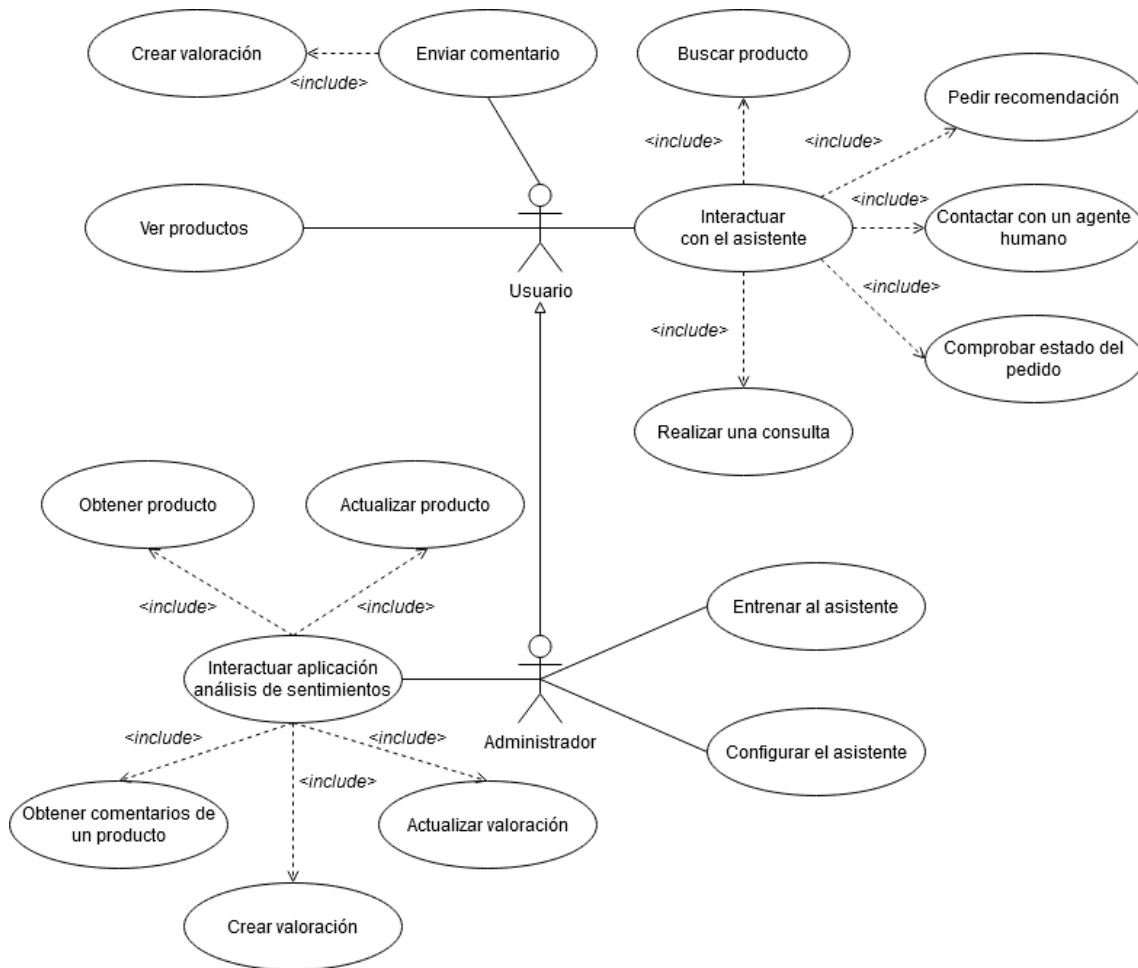 Crear valoración
Enviar comentario
Buscar producto
<include>
Pedir recomendación
<include>
<include>
<include>
Ver productos
Interactuar
con el asistente
Contactar con un agente
humano
<include>
Usuario
<include>
Comprobar estado del
pedido
Realizar una consulta
Obtener producto
Actualizar producto
<include>
<include>
Entrenar al asistente
Interactuar aplicación
análisis de sentimientos
Administrador
<include>
<include>
<include>
Configurar el asistente
Obtener comentarios de
un producto
Actualizar valoración
Crear valoración